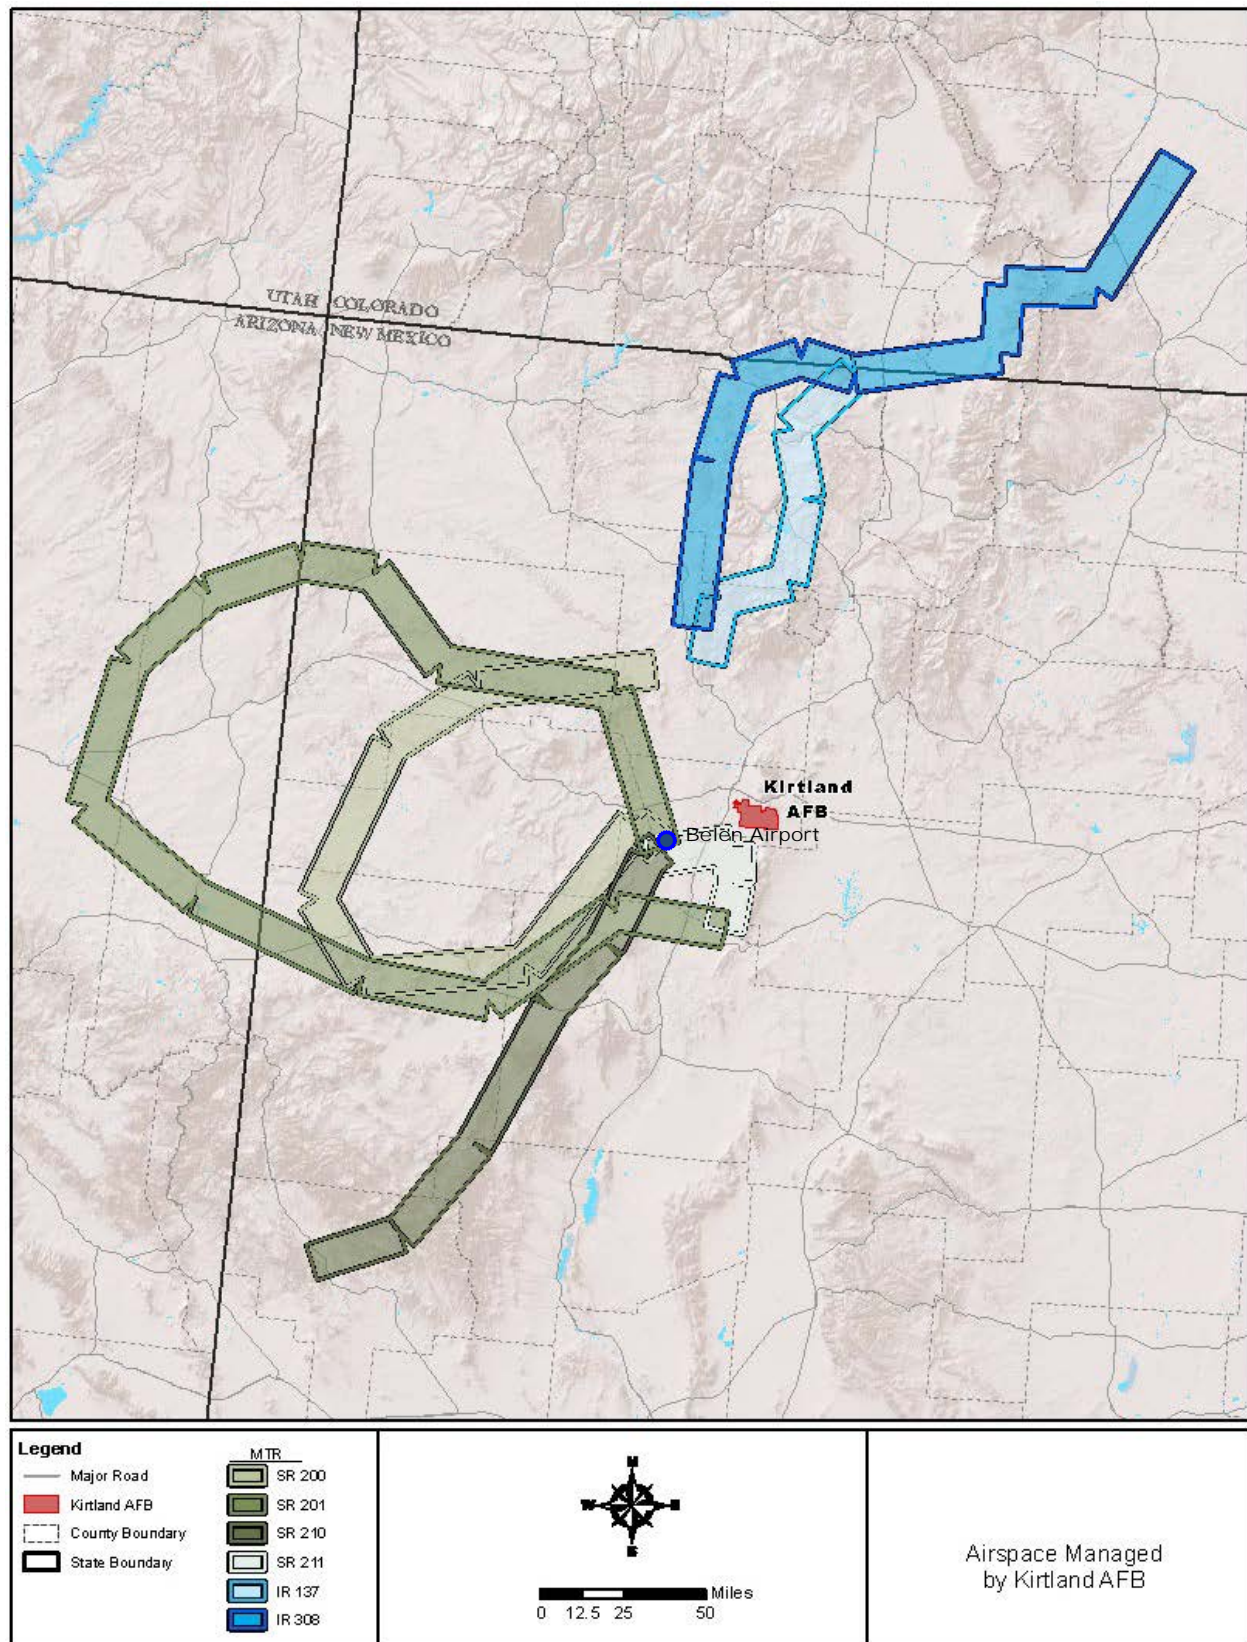 UTAH COLORADO
ARIZONA NEW MEXICO
Kirtland
AFB
Belen Airport
Legend
Major Road
Kirtland AFB
County Boundary
State Boundary
MTR
SR 200
SR 201
SR 210
SR 211
IR 137
IR 308
N
W E
S
Miles
0 12.5 25 50
Airspace Managed
by Kirtland AFB